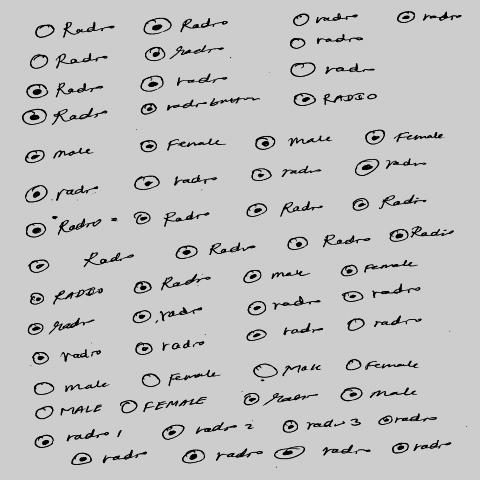 Radio Radio radio radio
Radio radio radio
Radio radio radio
Radio radio button RADIO
male Female male Female
radio radio radio radio
Radio Radio Radio Radio
Radio Radio Radio Radio
RADIO Radio male Female
radio radio radio radio
radio radio radio radio
male Female Male Female
MALE FEMALE radio male
radio 1 radio 2 radio 3 radio
radio radio radio radio